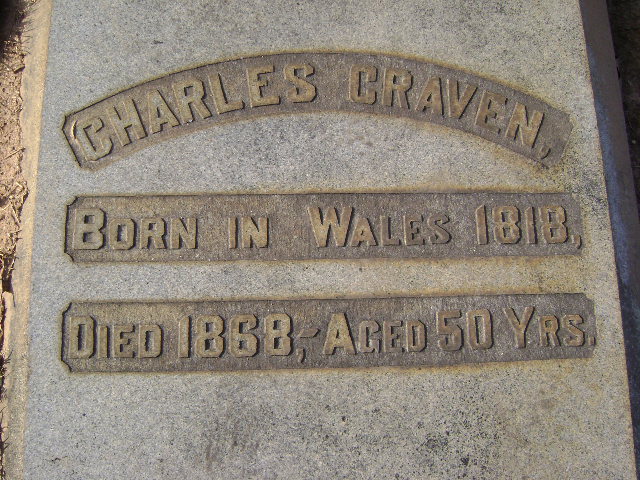 CHARLES CRAVEN,
BORN IN WALES 1818,
DIED 1868,-AGED 50 YRS.